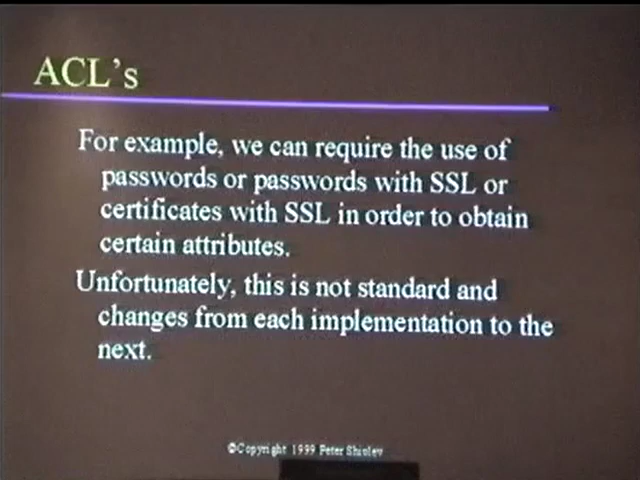 ACL's
For example, we can require the use of
passwords or passwords with SSL or
certificates with SSL in order to obtain
certain attributes.
Unfortunately, this is not standard and
changes from each implementation to the
next.
©Copyright 1999 Peter Shipley